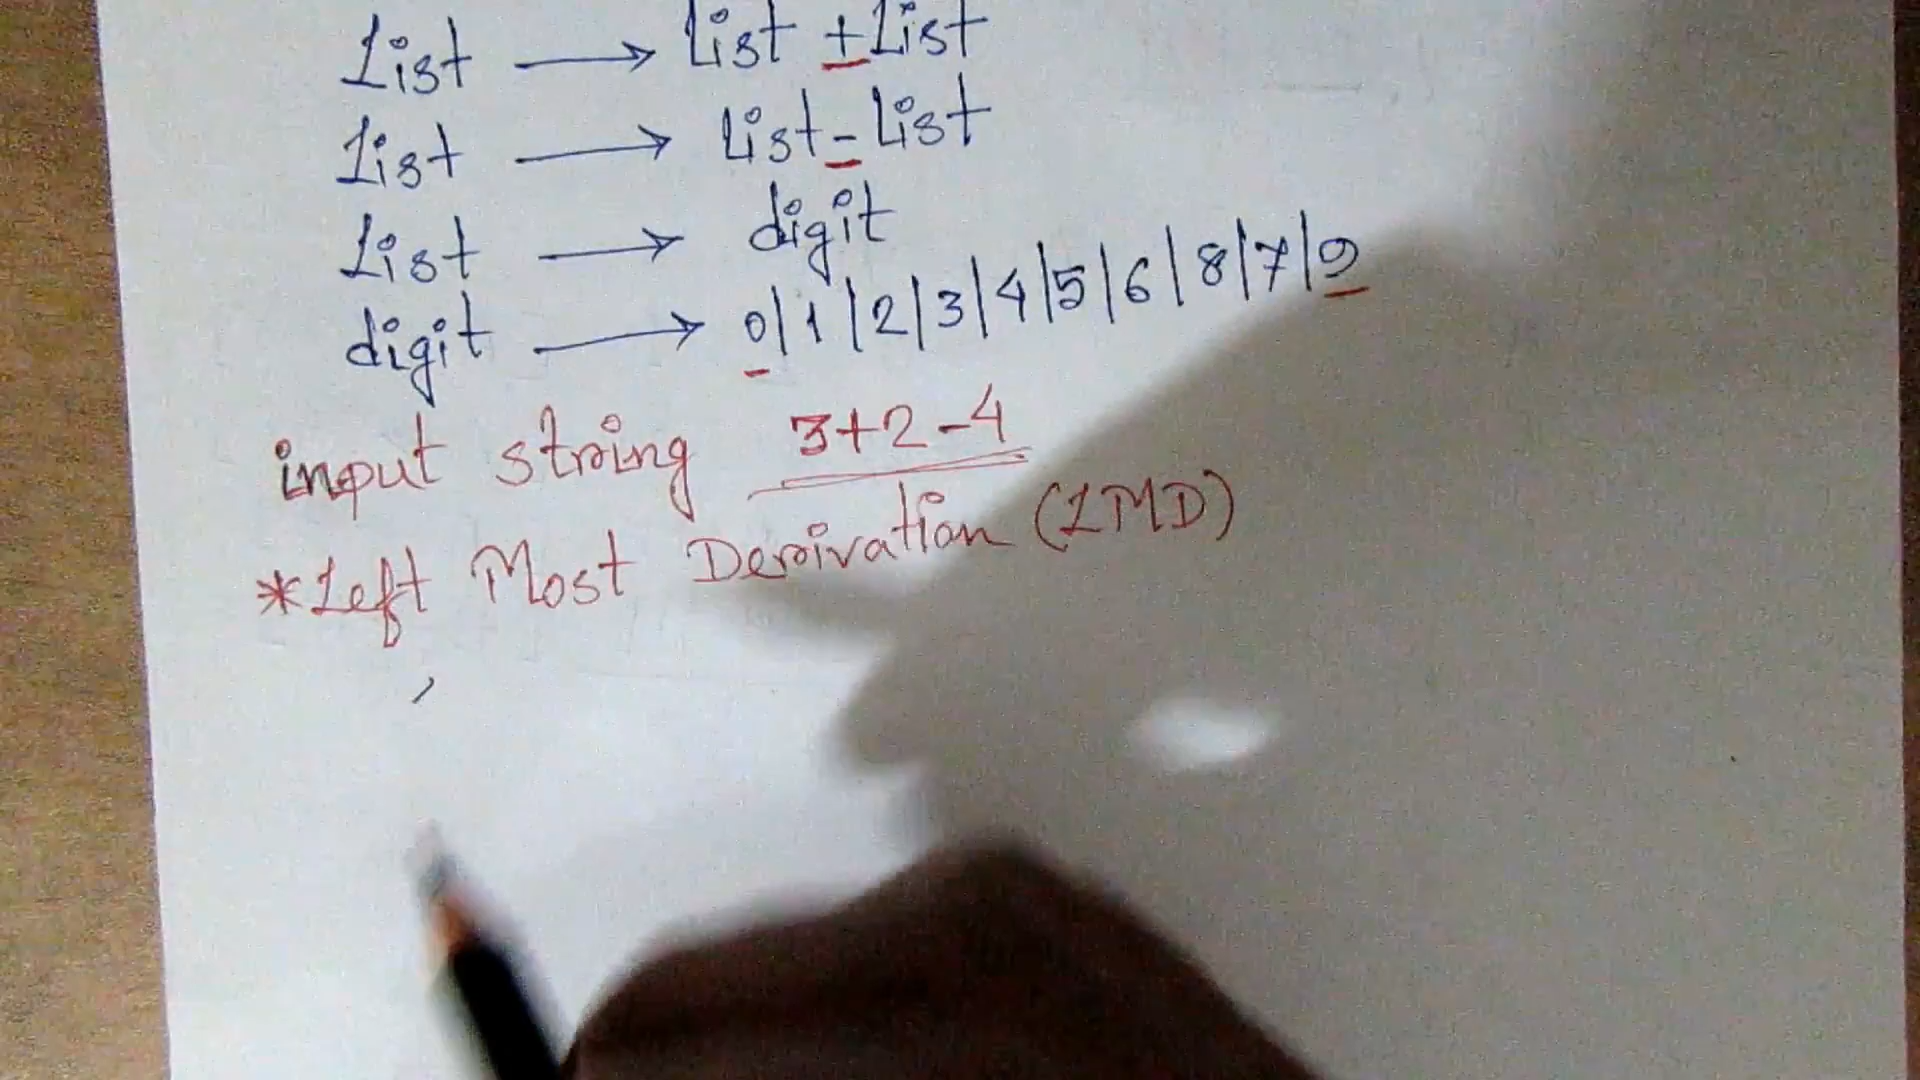 List → List + List
List → List - List
List → digit
digit → 0|1|2|3|4|5|6|8|7|9
input string 3+2-4
*Left Most Derivation (LMD)